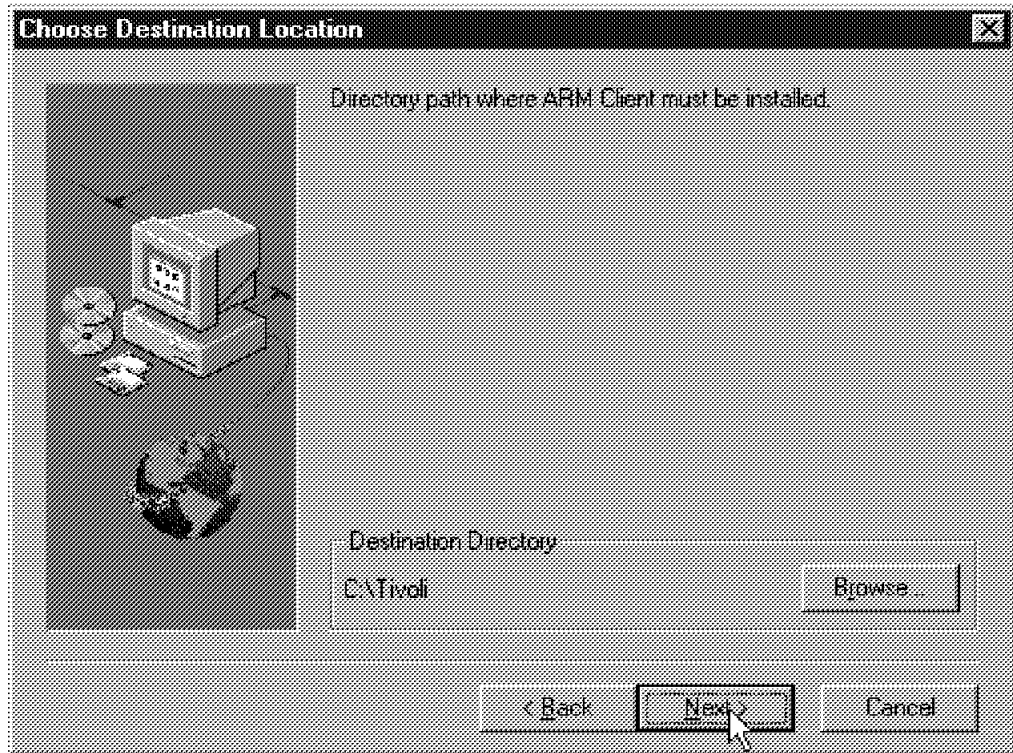 Choose Destination Location
Directory path where ARM Client must be installed.
Destination Directory
C:\Tivoli
Browse...
< Back
Next >
Cancel